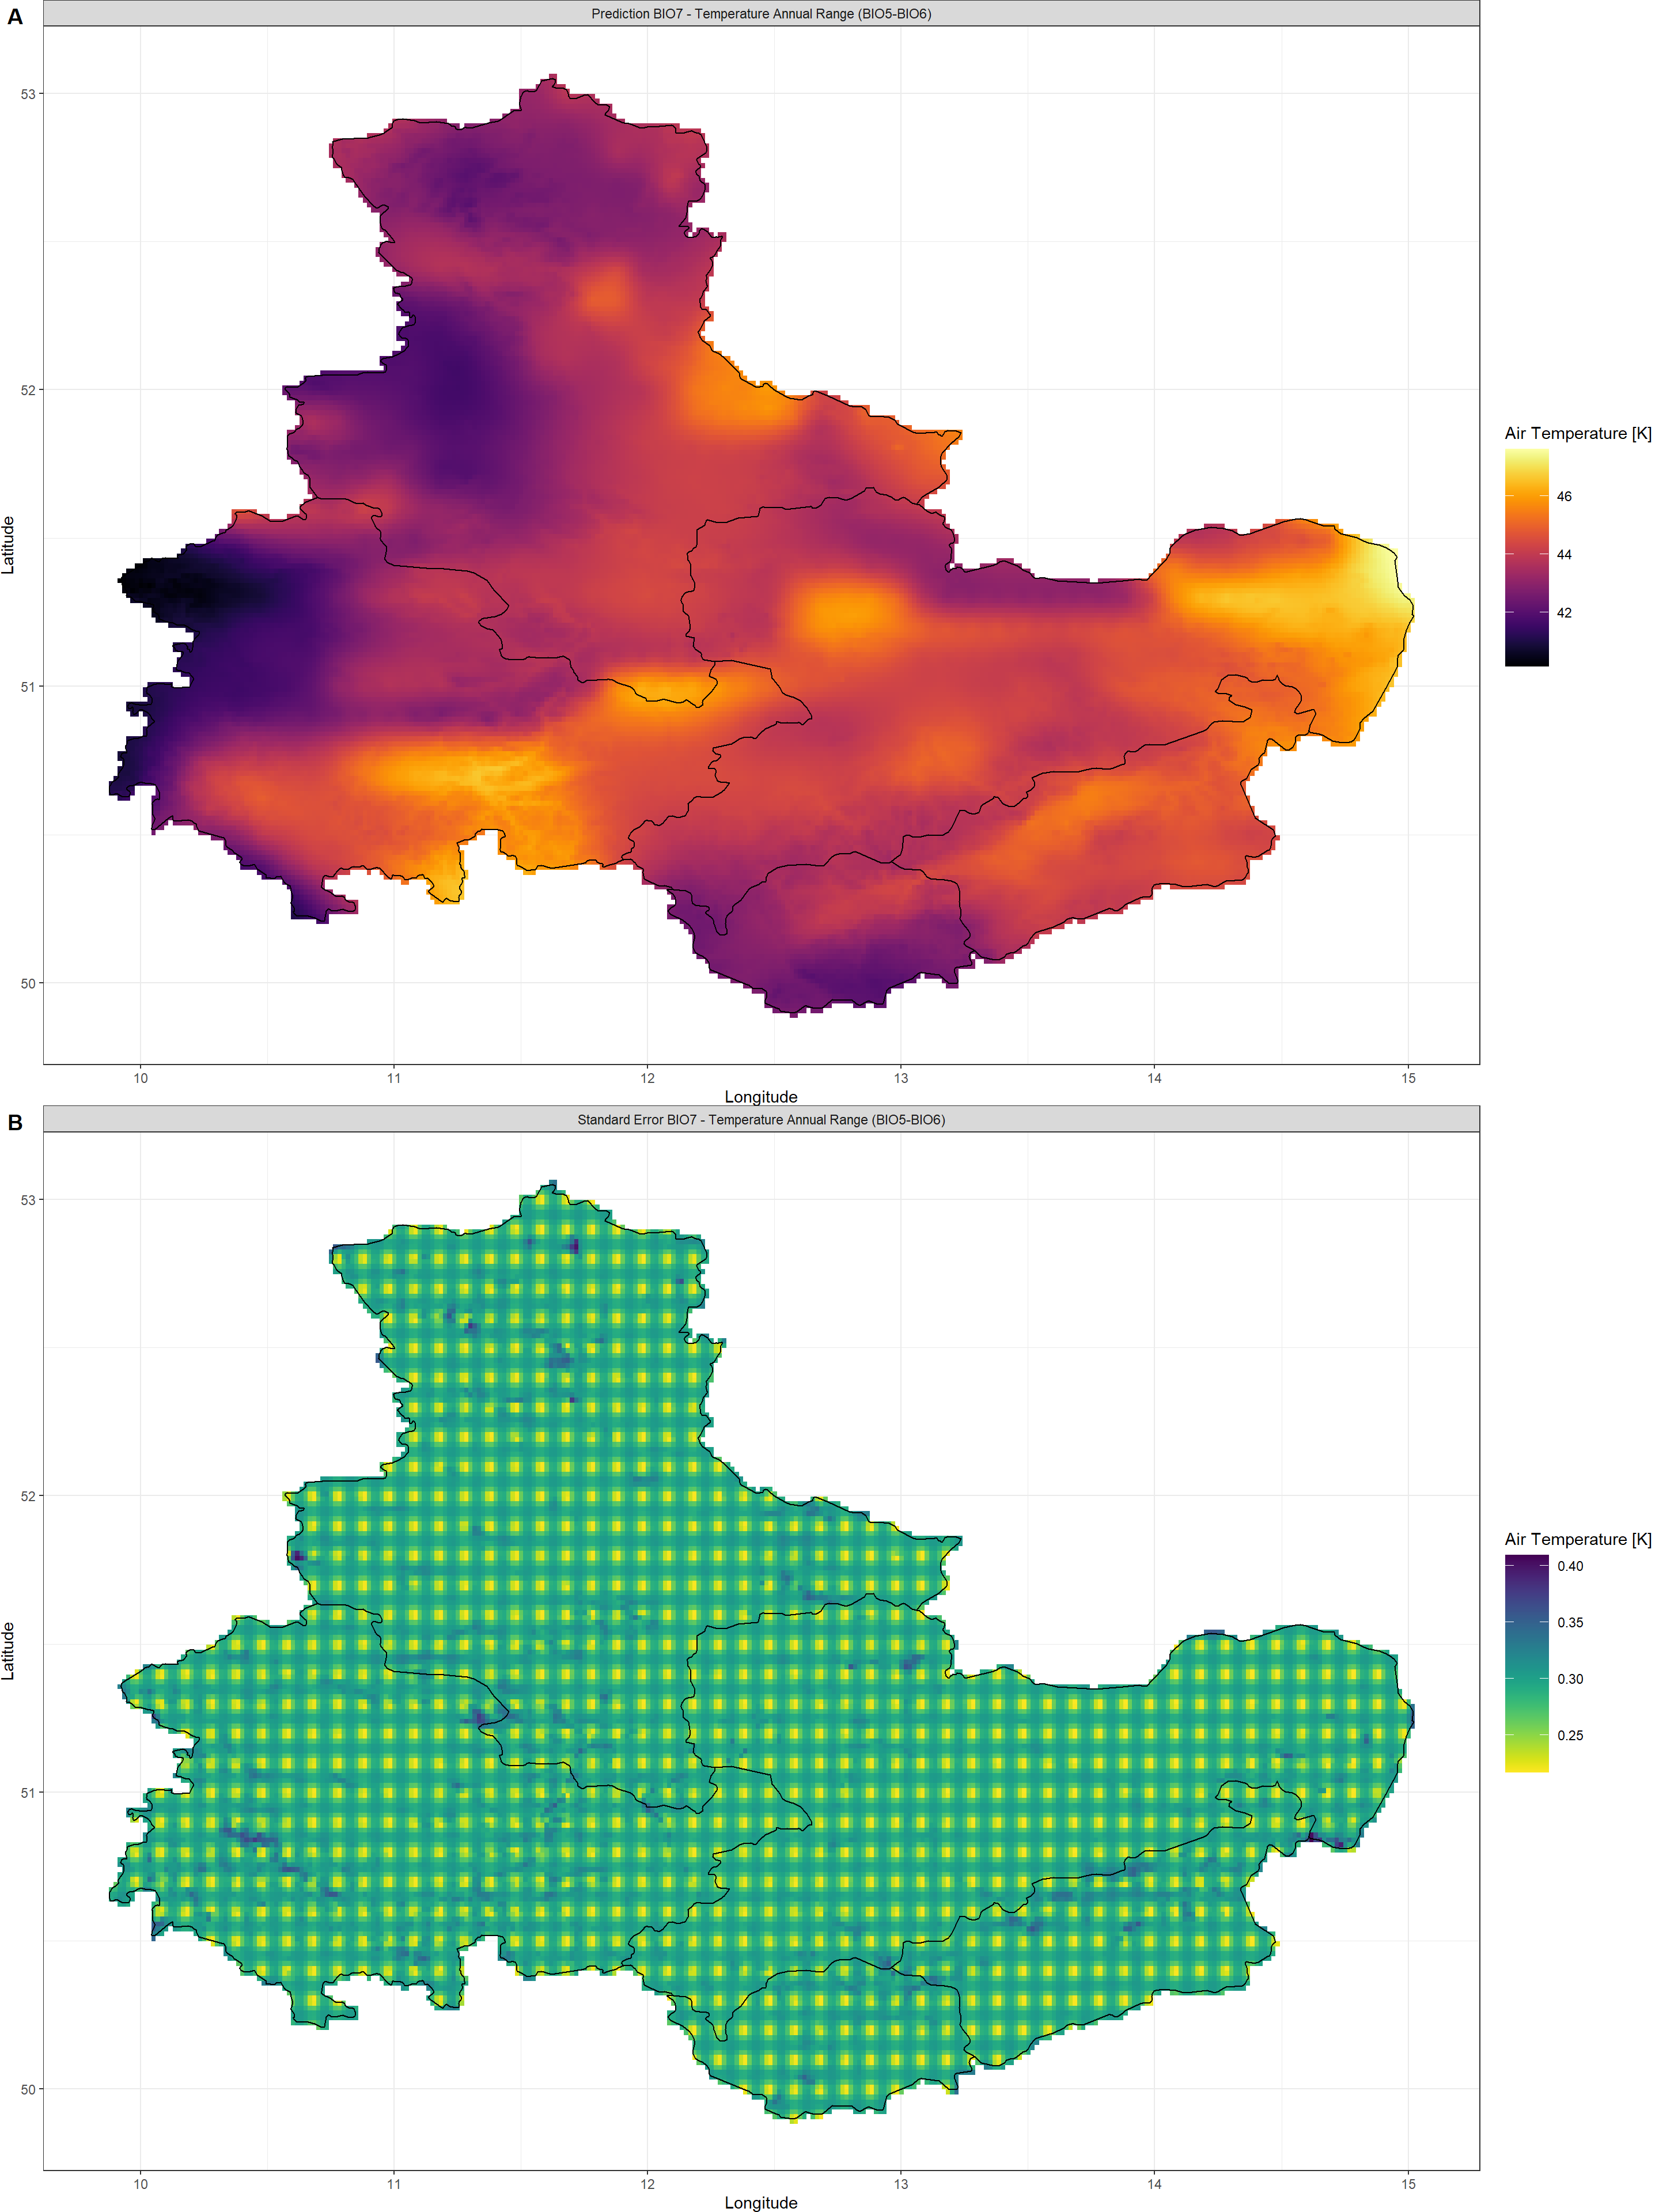 A
Prediction BIO7 - Temperature Annual Range (BIO5-BIO6)
53
52
51
50
Latitude
10 11 12 13 14 15
Longitude
Air Temperature [K]
46
44
42
B
Standard Error BIO7 - Temperature Annual Range (BIO5-BIO6)
53
52
51
50
Latitude
10 11 12 13 14 15
Longitude
Air Temperature [K]
0.40
0.35
0.30
0.25